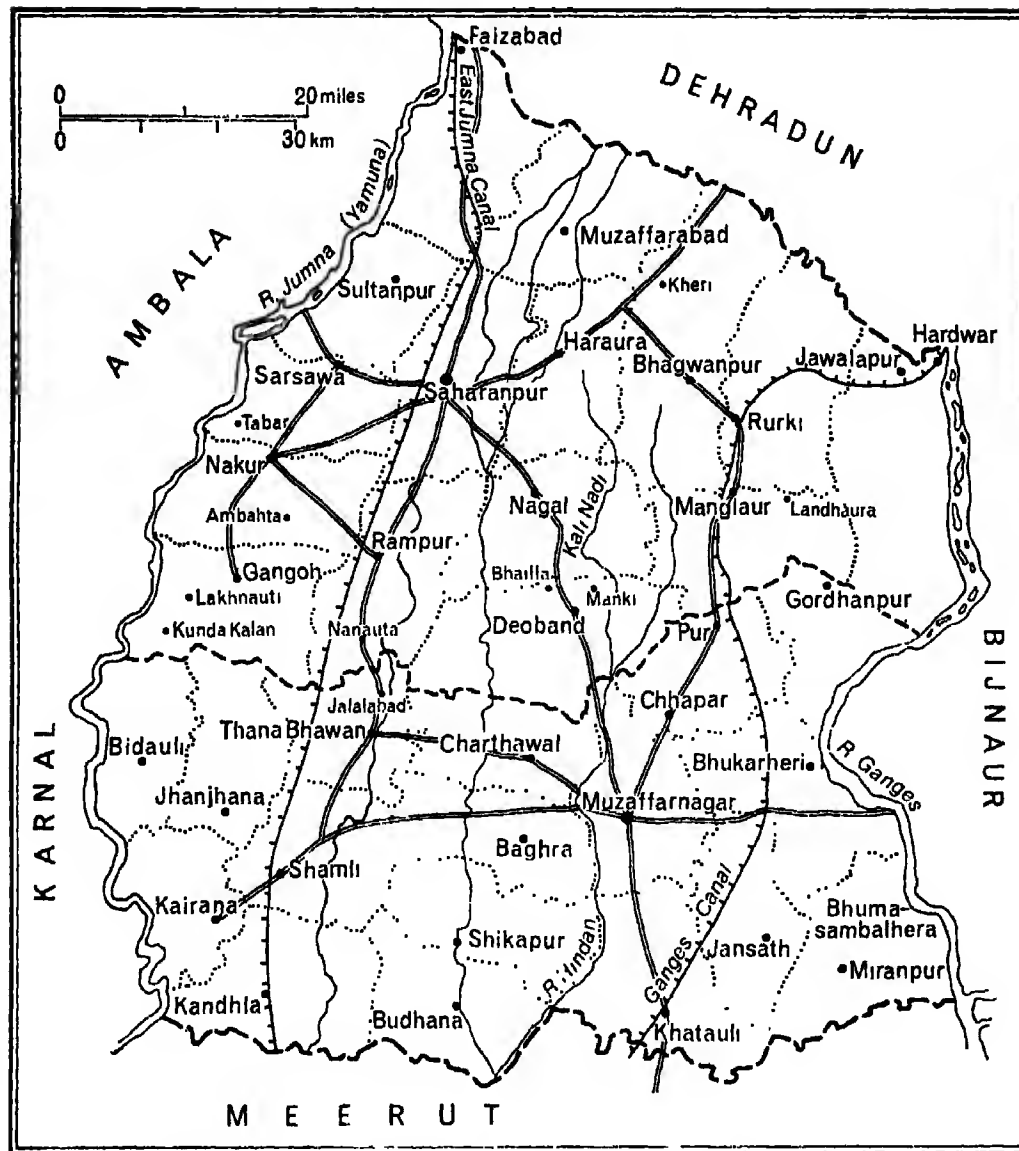 Faizabad
DEHRADUN
0 20 miles
0 30 km
East Jumna Canal
R. Jumna (Yamuna)
AMBALA
Muzaffarabad
Sultanpur
Kheri
Hardwar
Haraura
Jawalapur
Bhagwanpur
Sarsawa
Saharanpur
Tabar
Rurki
Nakur
Kali Nadi
Nagal
Manglaur
Landhaura
Ambahta
Rampur
Gangoh
Bhailla
Manki
Gordhanpur
Lakhnauti
Kunda Kalan
Nanauta
Deoband
Pur
BIJNAUR
Jalalabad
Chhapar
Thana Bhawan
Charthawal
Bidauli
Bhukarheri
R. Ganges
KARNAL
Jhanjhana
Muzaffarnagar
Baghra
Shamli
Kairana
Ganges Canal
Bhuma-
sambalhera
Shikapur
R. Hindan
Jansath
Miranpur
Kandhla
Budhana
Khatauli
MEERUT